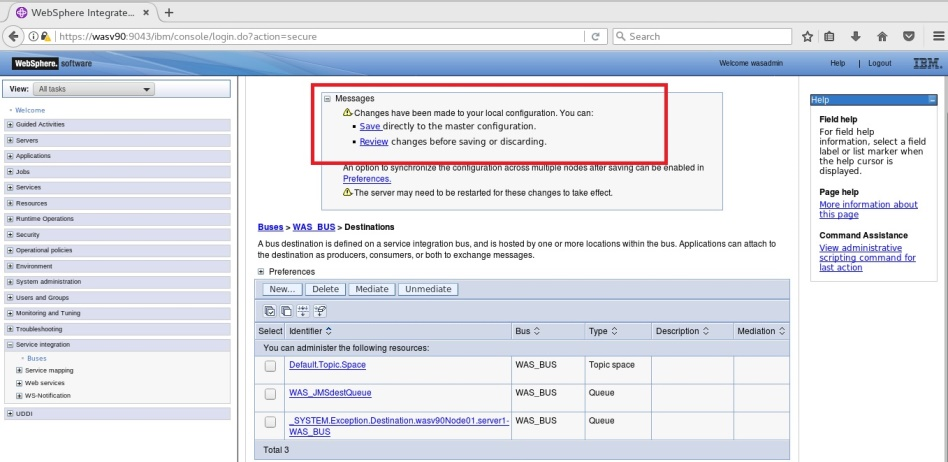 WebSphere Integrate...
https://wasv90:9043/ibm/console/login.do?action=secure
Search
WebSphere. software
Welcome wasadmin
Help
Logout
IBM.
View: All tasks
Welcome
Guided Activities
Servers
Applications
Jobs
Services
Resources
Runtime Operations
Security
Operational policies
Environment
System administration
Users and Groups
Monitoring and Tuning
Troubleshooting
Service integration
Buses
Service mapping
Web services
WS-Notification
UDDI
Messages
Changes have been made to your local configuration. You can:
Save directly to the master configuration.
Review changes before saving or discarding.
An option to synchronize the configuration across multiple nodes after saving can be enabled in
Preferences.
The server may need to be restarted for these changes to take effect.
Buses > WAS_BUS > Destinations
A bus destination is defined on a service integration bus, and is hosted by one or more locations within the bus. Applications can attach to
the destination as producers, consumers, or both to exchange messages.
Preferences
New... Delete Mediate Unmediate
Select Identifier Bus Type Description Mediation
You can administer the following resources:
Default.Topic.Space WAS_BUS Topic space
WAS_JMSdestQueue WAS_BUS Queue
_SYSTEM.Exception.Destination.wasv90Node01.server1- WAS_BUS Queue
WAS_BUS
Total 3
Help
Field help
For field help
information, select a field
label or list marker when
the help cursor is
displayed.
Page help
More information about
this page
Command Assistance
View administrative
scripting command for
last action